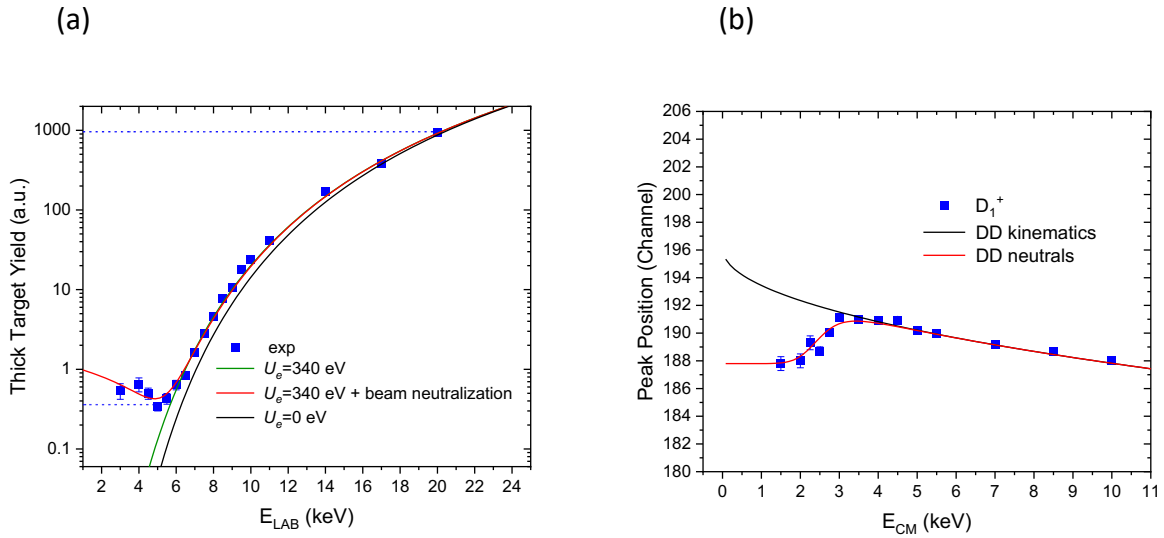 (a)
(b)
Thick Target Yield (a.u.)
1000
100
10
1
0.1
exp
U_e=340 eV
U_e=340 eV + beam neutralization
U_e=0 eV
2 4 6 8 10 12 14 16 18 20 22 24
E_LAB (keV)
Peak Position (Channel)
206
204
202
200
198
196
194
192
190
188
186
184
182
180
D₁⁺
DD kinematics
DD neutrals
0 1 2 3 4 5 6 7 8 9 10 11
E_CM (keV)